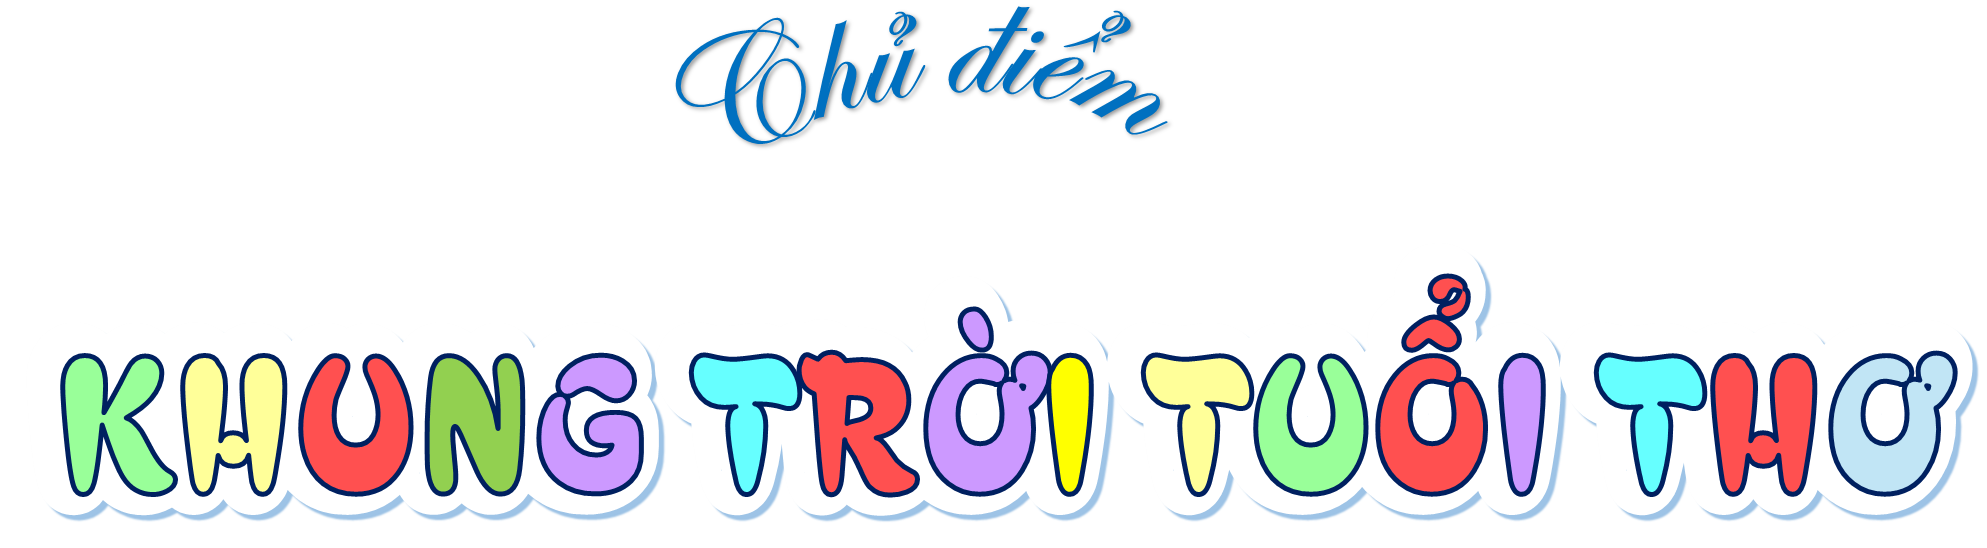 Chủ điểm
KHUNG TRỜI TUỔI THƠ